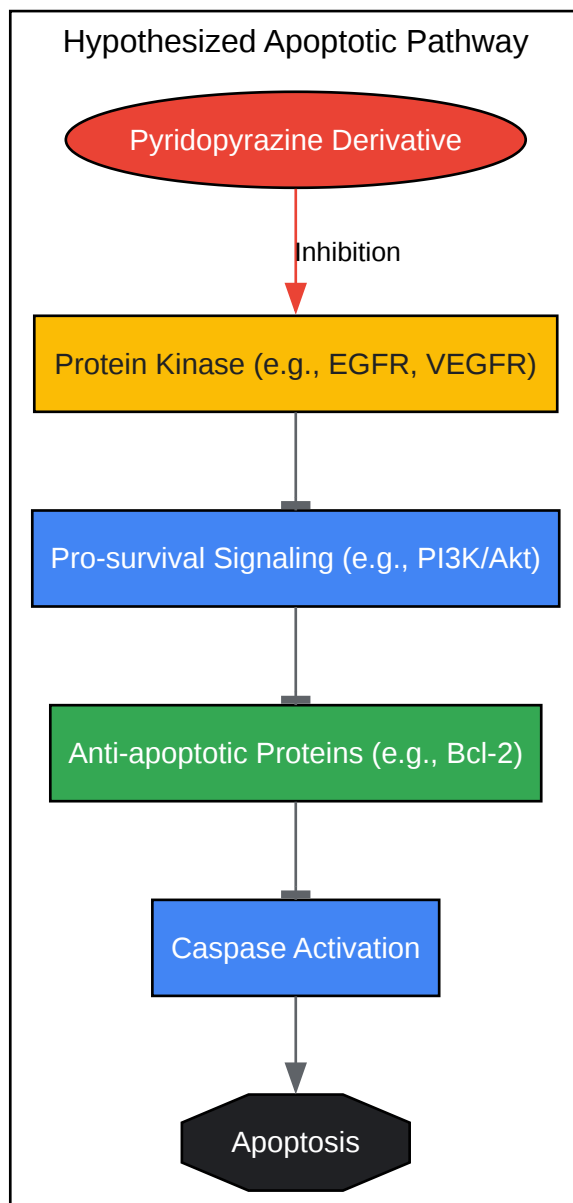 Hypothesized Apoptotic Pathway
Pyridopyrazine Derivative
Inhibition
Protein Kinase (e.g., EGFR, VEGFR)
Pro-survival Signaling (e.g., PI3K/Akt)
Anti-apoptotic Proteins (e.g., Bcl-2)
Caspase Activation
Apoptosis